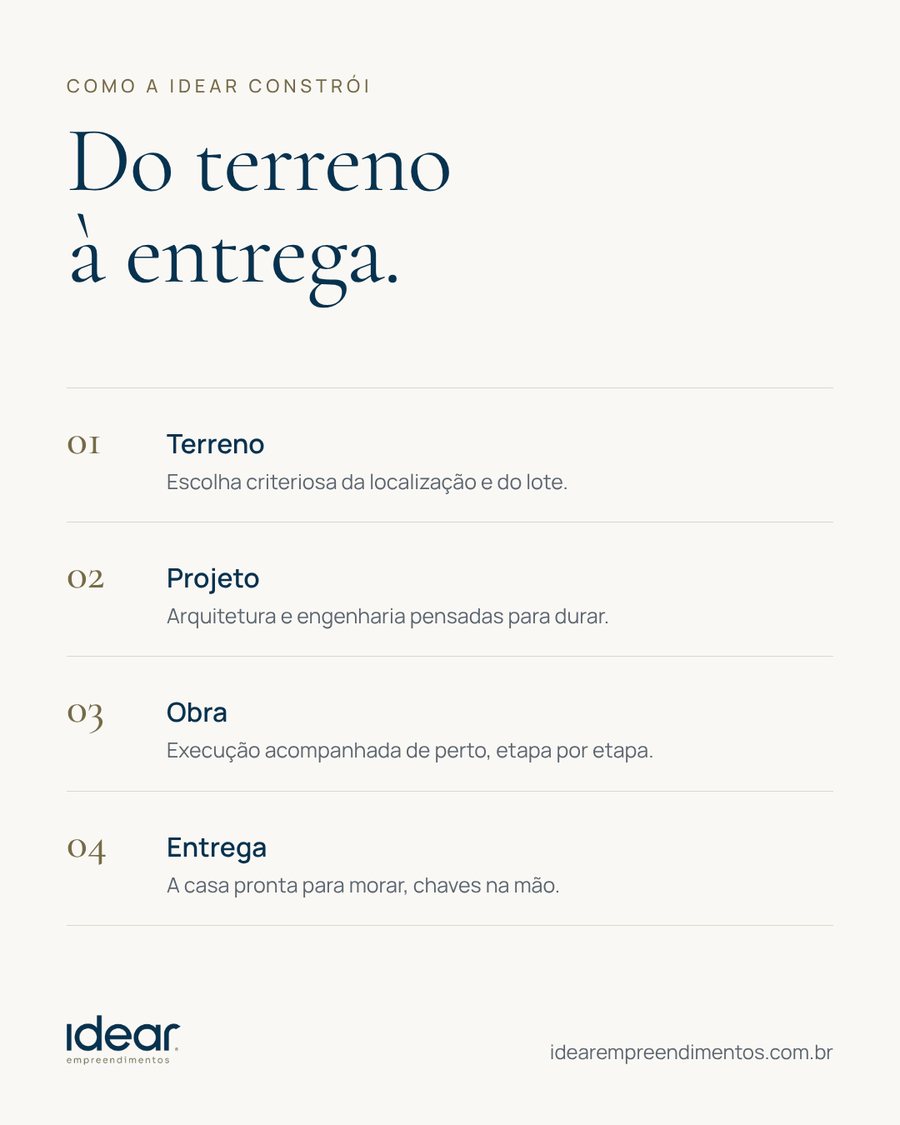 COMO A IDEAR CONSTRÓI
Do terreno
à entrega.
01
Terreno
Escolha criteriosa da localização e do lote.
02
Projeto
Arquitetura e engenharia pensadas para durar.
03
Obra
Execução acompanhada de perto, etapa por etapa.
04
Entrega
A casa pronta para morar, chaves na mão.
idear
empreendimentos
idearempreendimentos.com.br